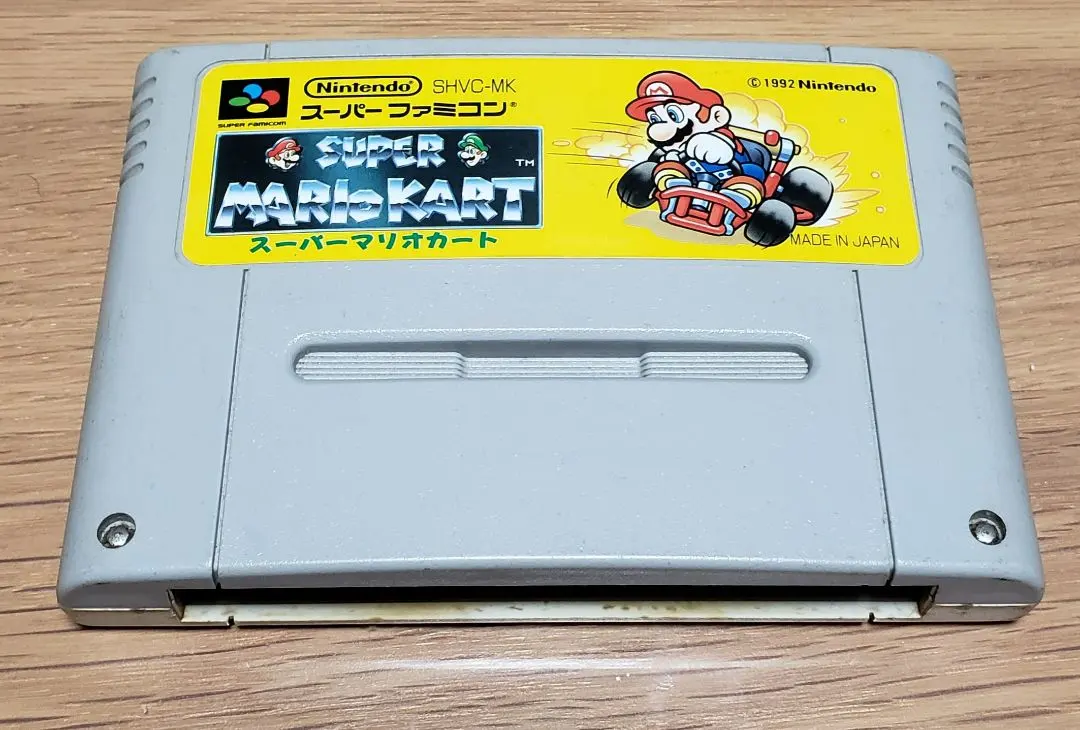 Nintendo® SHVC-MK
© 1992 Nintendo
SUPER FAMICOM
スーパーファミコン®
SUPER
MARIO KART ™
スーパーマリオカート
MADE IN JAPAN